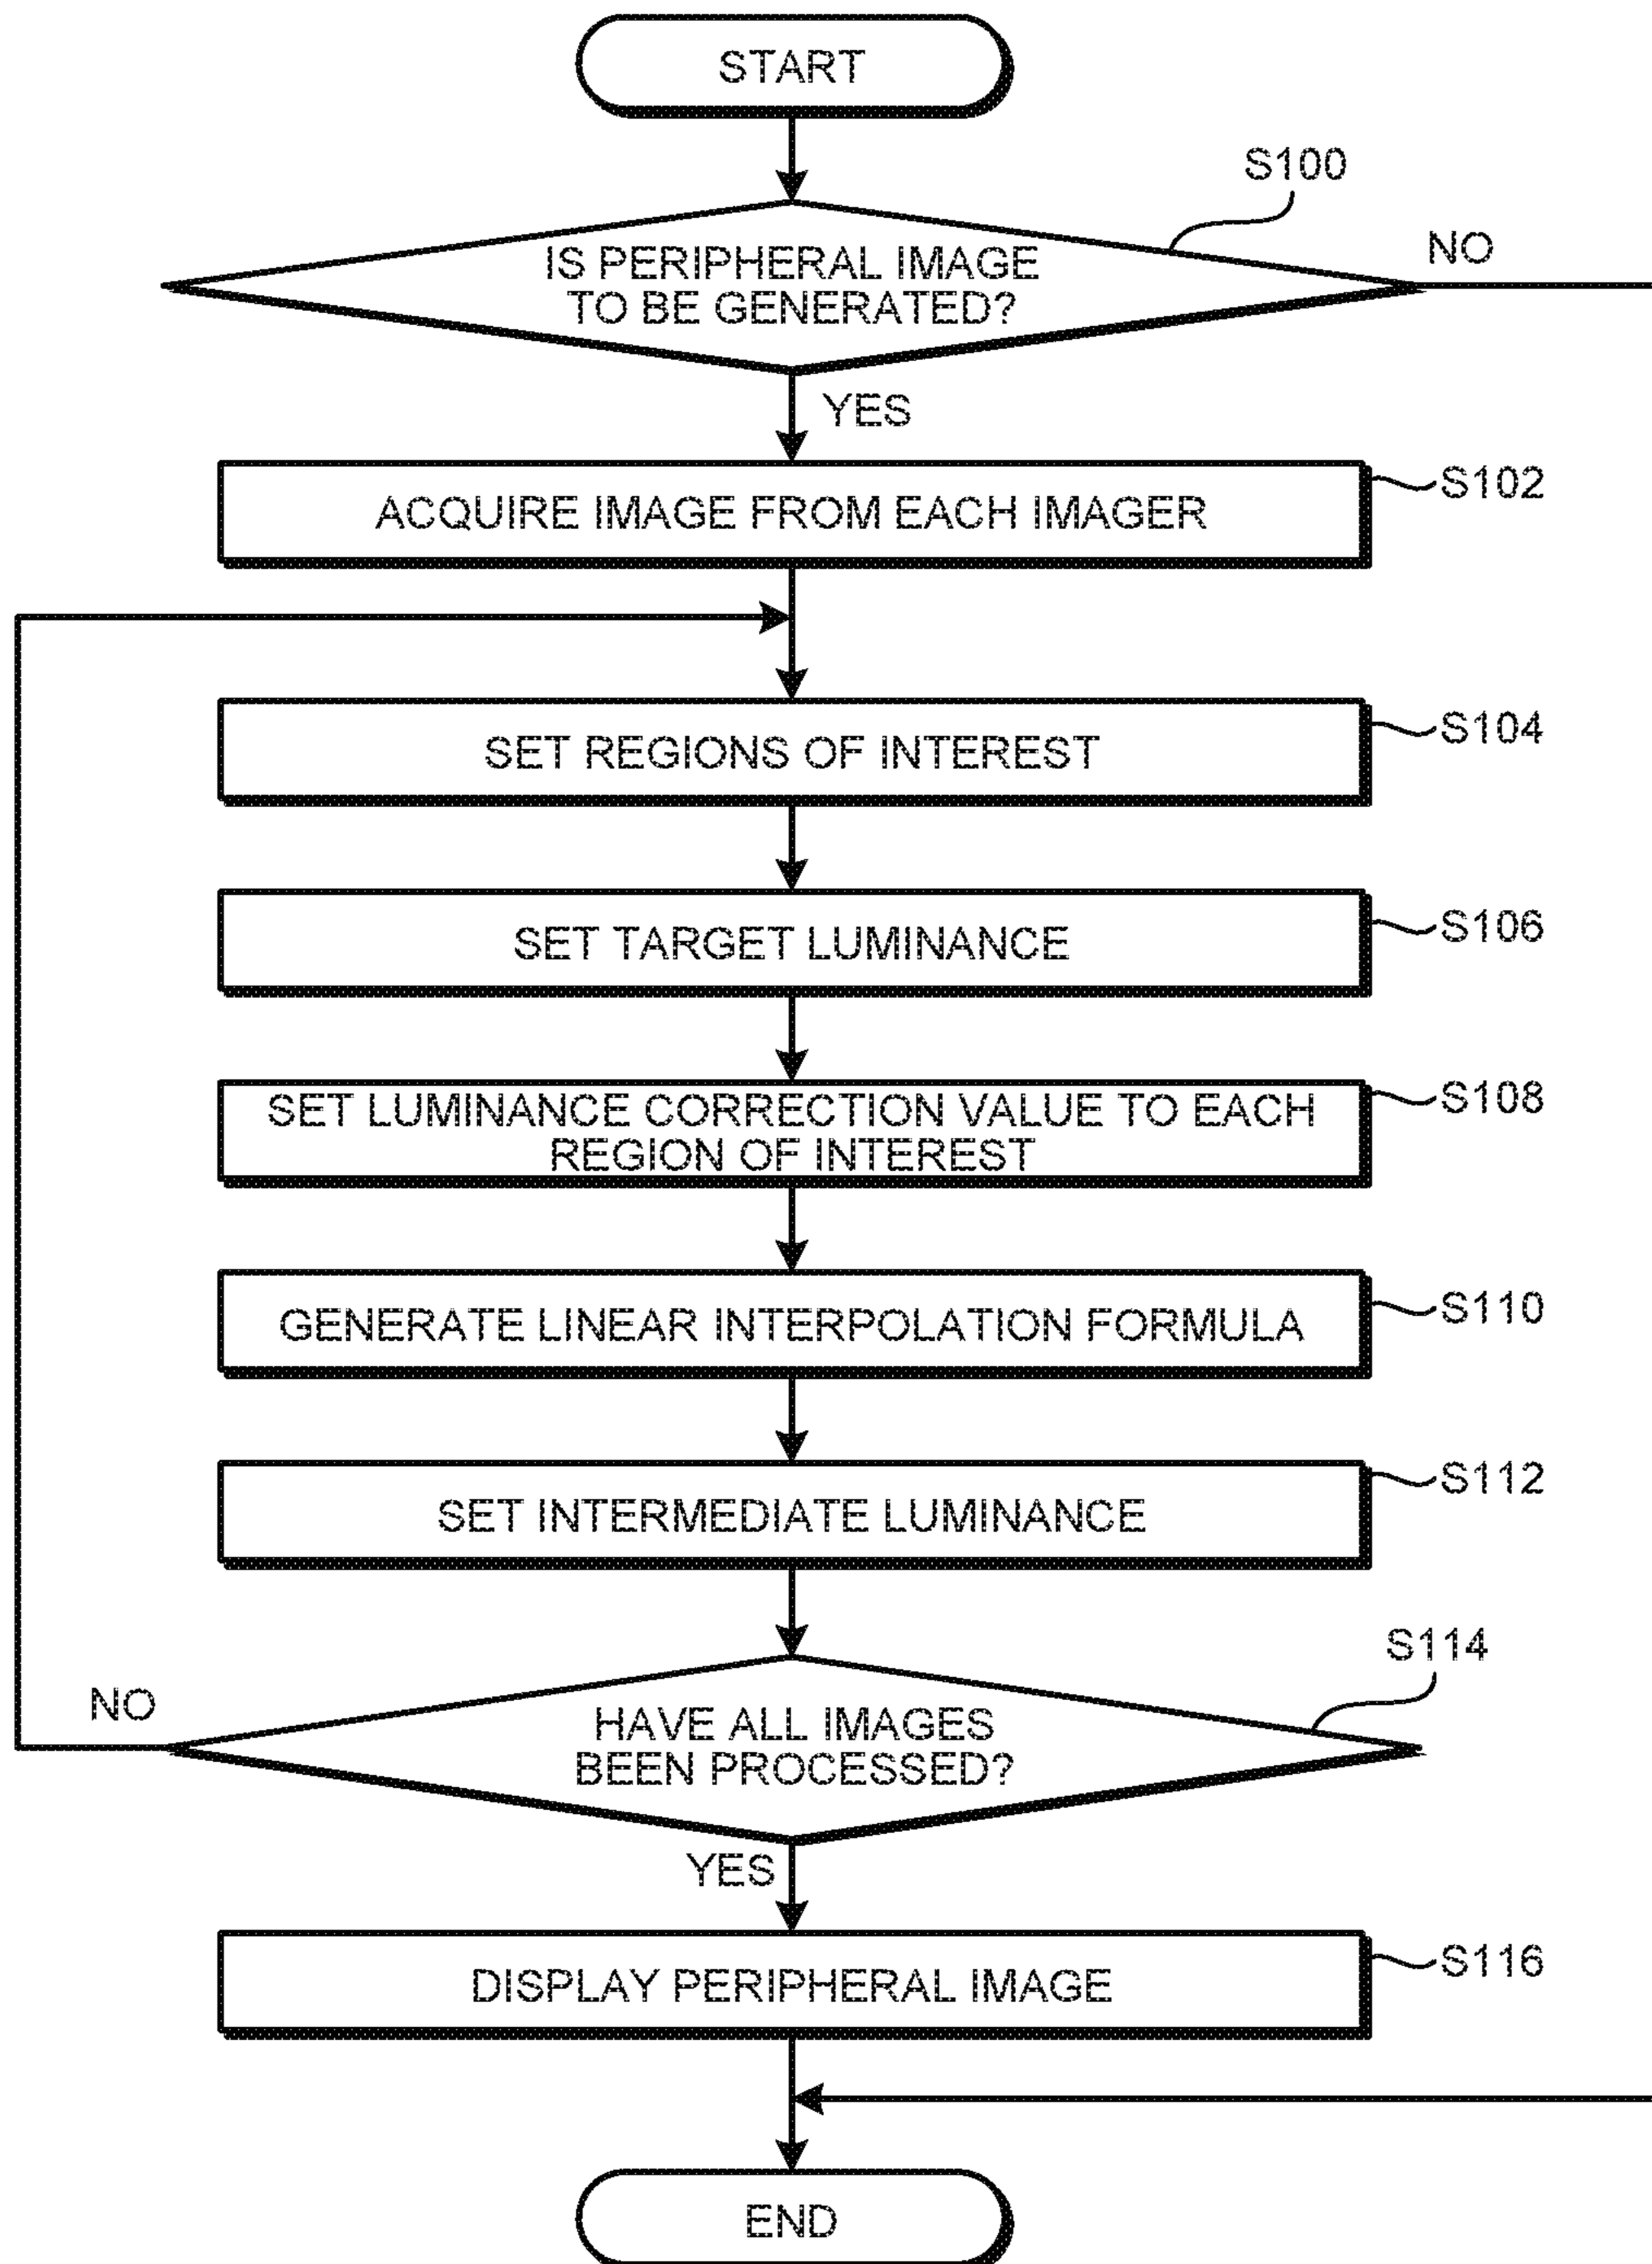 START
S100
IS PERIPHERAL IMAGE
TO BE GENERATED?
NO
YES
ACQUIRE IMAGE FROM EACH IMAGER
S102
SET REGIONS OF INTEREST
S104
SET TARGET LUMINANCE
S106
SET LUMINANCE CORRECTION VALUE TO EACH
REGION OF INTEREST
S108
GENERATE LINEAR INTERPOLATION FORMULA
S110
SET INTERMEDIATE LUMINANCE
S112
S114
NO
HAVE ALL IMAGES
BEEN PROCESSED?
YES
DISPLAY PERIPHERAL IMAGE
S116
END